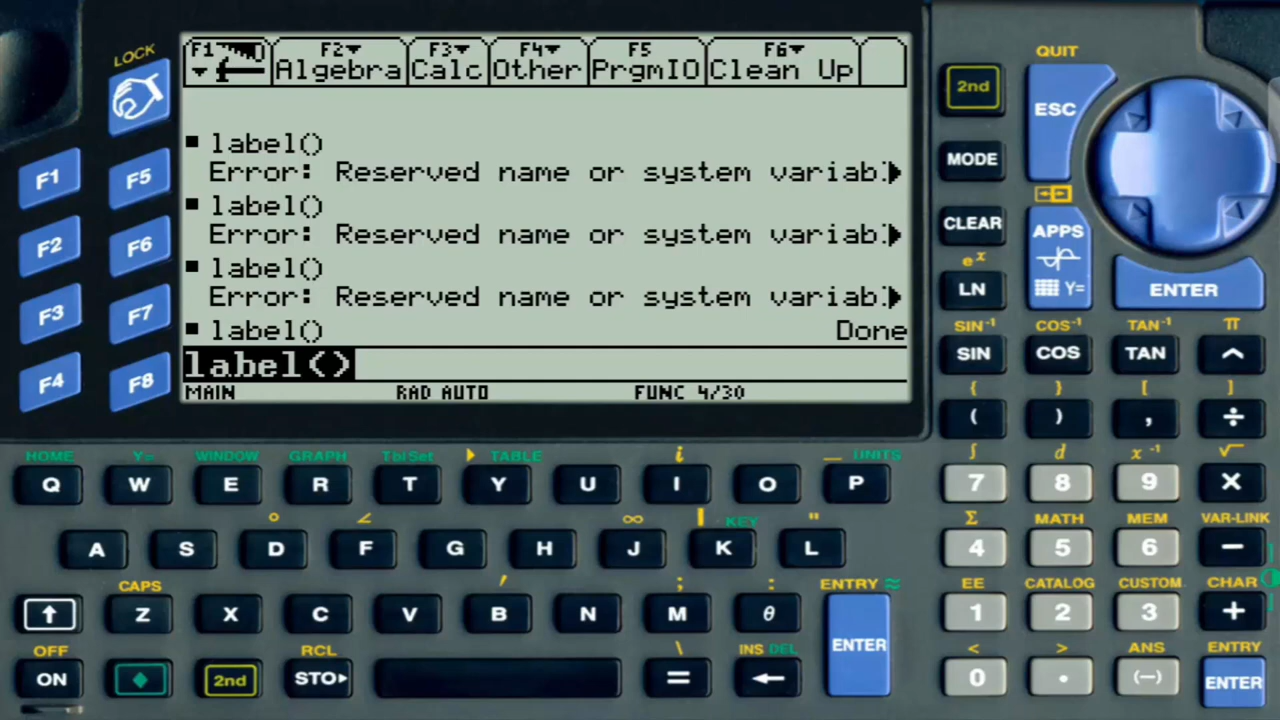 LOCK
F1 F2 F3 F4 F5 F6
Algebra Calc Other PrgmIO Clean Up
label()
Error: Reserved name or system variab
label()
Error: Reserved name or system variab
label()
Error: Reserved name or system variab
label() Done
label()
MAIN RAD AUTO FUNC 4/30
F1 F5
F2 F6
F3 F7
F4 F8
QUIT
2nd ESC
MODE
CLEAR APPS
Y=
eˣ
LN ENTER
SIN⁻¹ COS⁻¹ TAN⁻¹ π
SIN COS TAN ^
{ } [ ]
( ) , ÷
∫ d x⁻¹ √
7 8 9 ×
Σ MATH MEM VAR-LINK
4 5 6 −
EE CATALOG CUSTOM CHAR
1 2 3 +
< > ANS ENTRY
0 . (−) ENTER
HOME Y= WINDOW GRAPH TblSet TABLE i _ UNITS
Q W E R T Y U I O P
° ∠ ∞ | KEY "
A S D F G H J K L
CAPS ' ; : ENTRY ≈
Z X C V B N M θ ENTER
OFF RCL \ INS DEL
ON 2nd STO▸ = ←